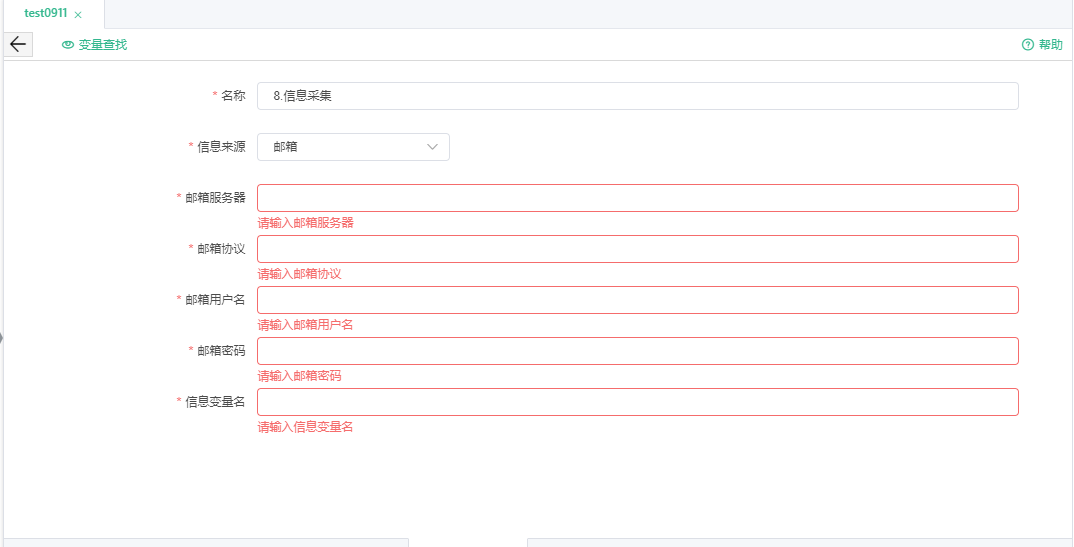 test0911
变量查找
帮助
* 名称 8.信息采集
* 信息来源 邮箱
* 邮箱服务器
请输入邮箱服务器
* 邮箱协议
请输入邮箱协议
* 邮箱用户名
请输入邮箱用户名
* 邮箱密码
请输入邮箱密码
* 信息变量名
请输入信息变量名